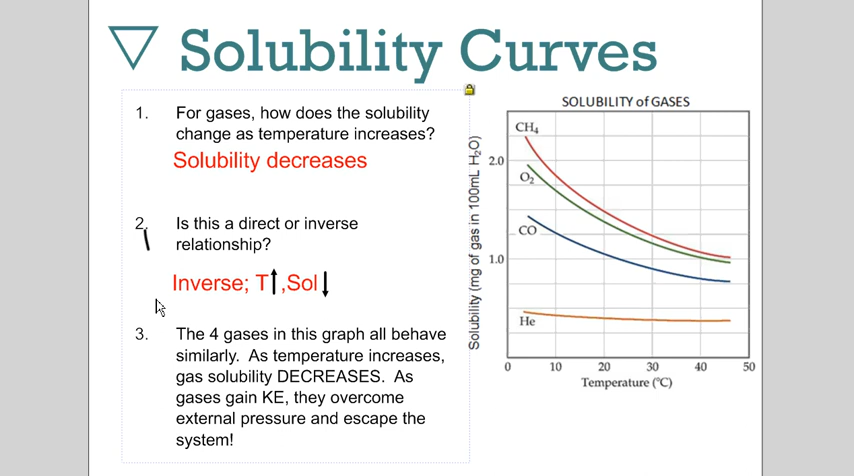 Solubility Curves
1. For gases, how does the solubility
change as temperature increases?
Solubility decreases
2. Is this a direct or inverse
relationship?
Inverse; T↑,Sol↓
3. The 4 gases in this graph all behave
similarly. As temperature increases,
gas solubility DECREASES. As
gases gain KE, they overcome
external pressure and escape the
system!
SOLUBILITY of GASES
Solubility (mg of gas in 100mL H₂O)
2.0
1.0
CH₄
O₂
CO
He
0 10 20 30 40 50
Temperature (°C)